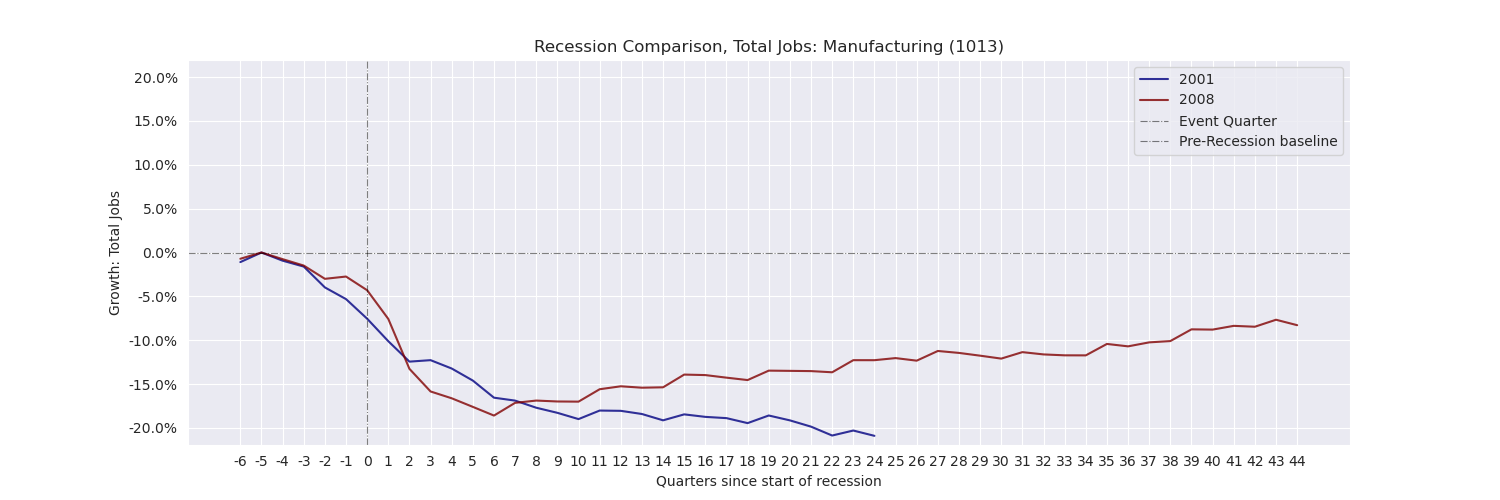 Recession Comparison, Total Jobs: Manufacturing (1013)
20.0%
15.0%
10.0%
5.0%
0.0%
-5.0%
-10.0%
-15.0%
-20.0%
Growth: Total Jobs
2001
2008
Event Quarter
Pre-Recession baseline
-6 -5 -4 -3 -2 -1 0 1 2 3 4 5 6 7 8 9 10 11 12 13 14 15 16 17 18 19 20 21 22 23 24 25 26 27 28 29 30 31 32 33 34 35 36 37 38 39 40 41 42 43 44
Quarters since start of recession